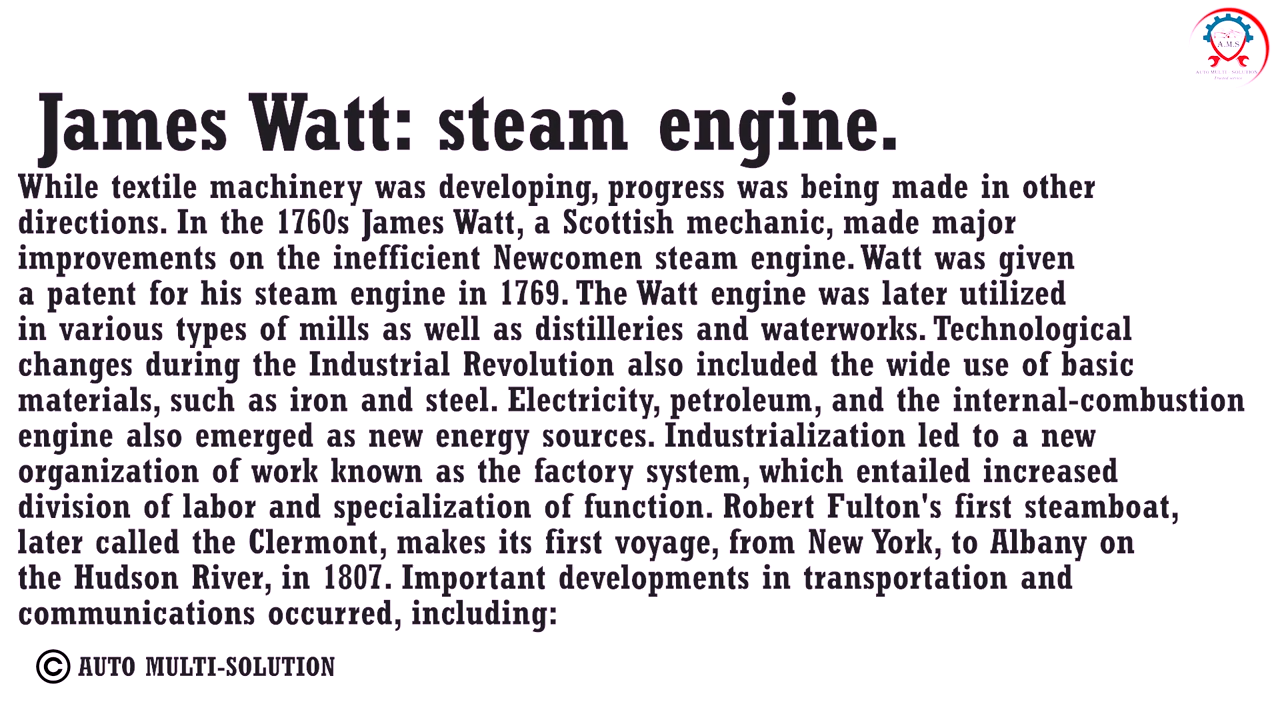 A.M.S
AUTO MULTI - SOLUTION
James Watt: steam engine.
While textile machinery was developing, progress was being made in other
directions. In the 1760s James Watt, a Scottish mechanic, made major
improvements on the inefficient Newcomen steam engine. Watt was given
a patent for his steam engine in 1769. The Watt engine was later utilized
in various types of mills as well as distilleries and waterworks. Technological
changes during the Industrial Revolution also included the wide use of basic
materials, such as iron and steel. Electricity, petroleum, and the internal-combustion
engine also emerged as new energy sources. Industrialization led to a new
organization of work known as the factory system, which entailed increased
division of labor and specialization of function. Robert Fulton's first steamboat,
later called the Clermont, makes its first voyage, from New York, to Albany on
the Hudson River, in 1807. Important developments in transportation and
communications occurred, including:
© AUTO MULTI-SOLUTION